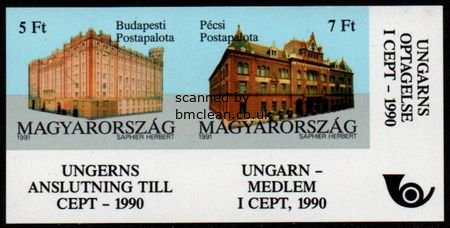 5 Ft
Budapesti
Postapalota
MAGYARORSZÁG
1991
SAPHIER HERBERT
Pécsi
Postapalota
7 Ft
MAGYARORSZÁG
1991
SAPHIER HERBERT
scanned by
bmclean.co.uk
UNGARNS
OPTAGELSE
I CEPT – 1990
UNGERNS
ANSLUTNING TILL
CEPT – 1990
UNGARN –
MEDLEM
I CEPT, 1990